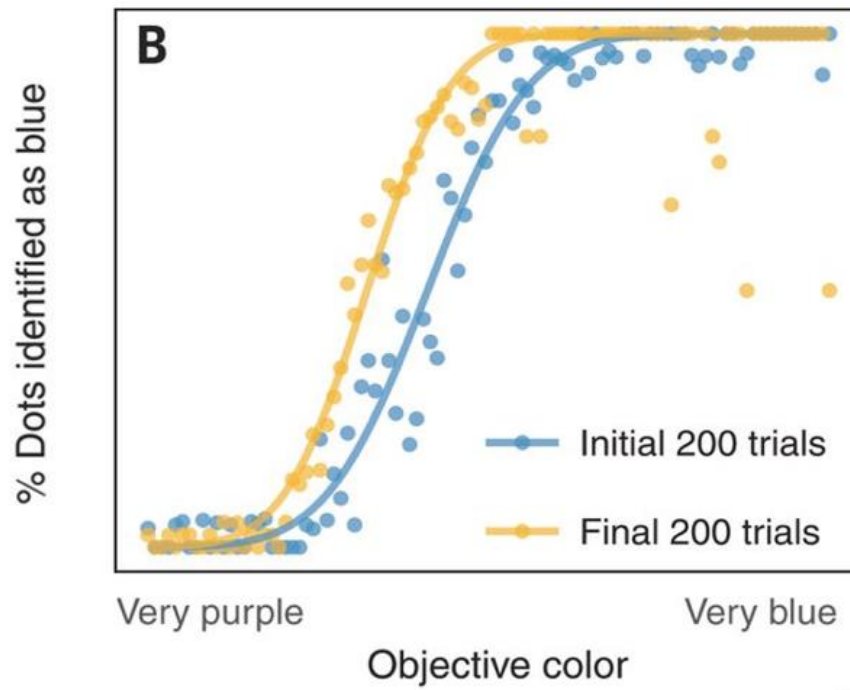 B
% Dots identified as blue
Initial 200 trials
Final 200 trials
Very purple
Very blue
Objective color